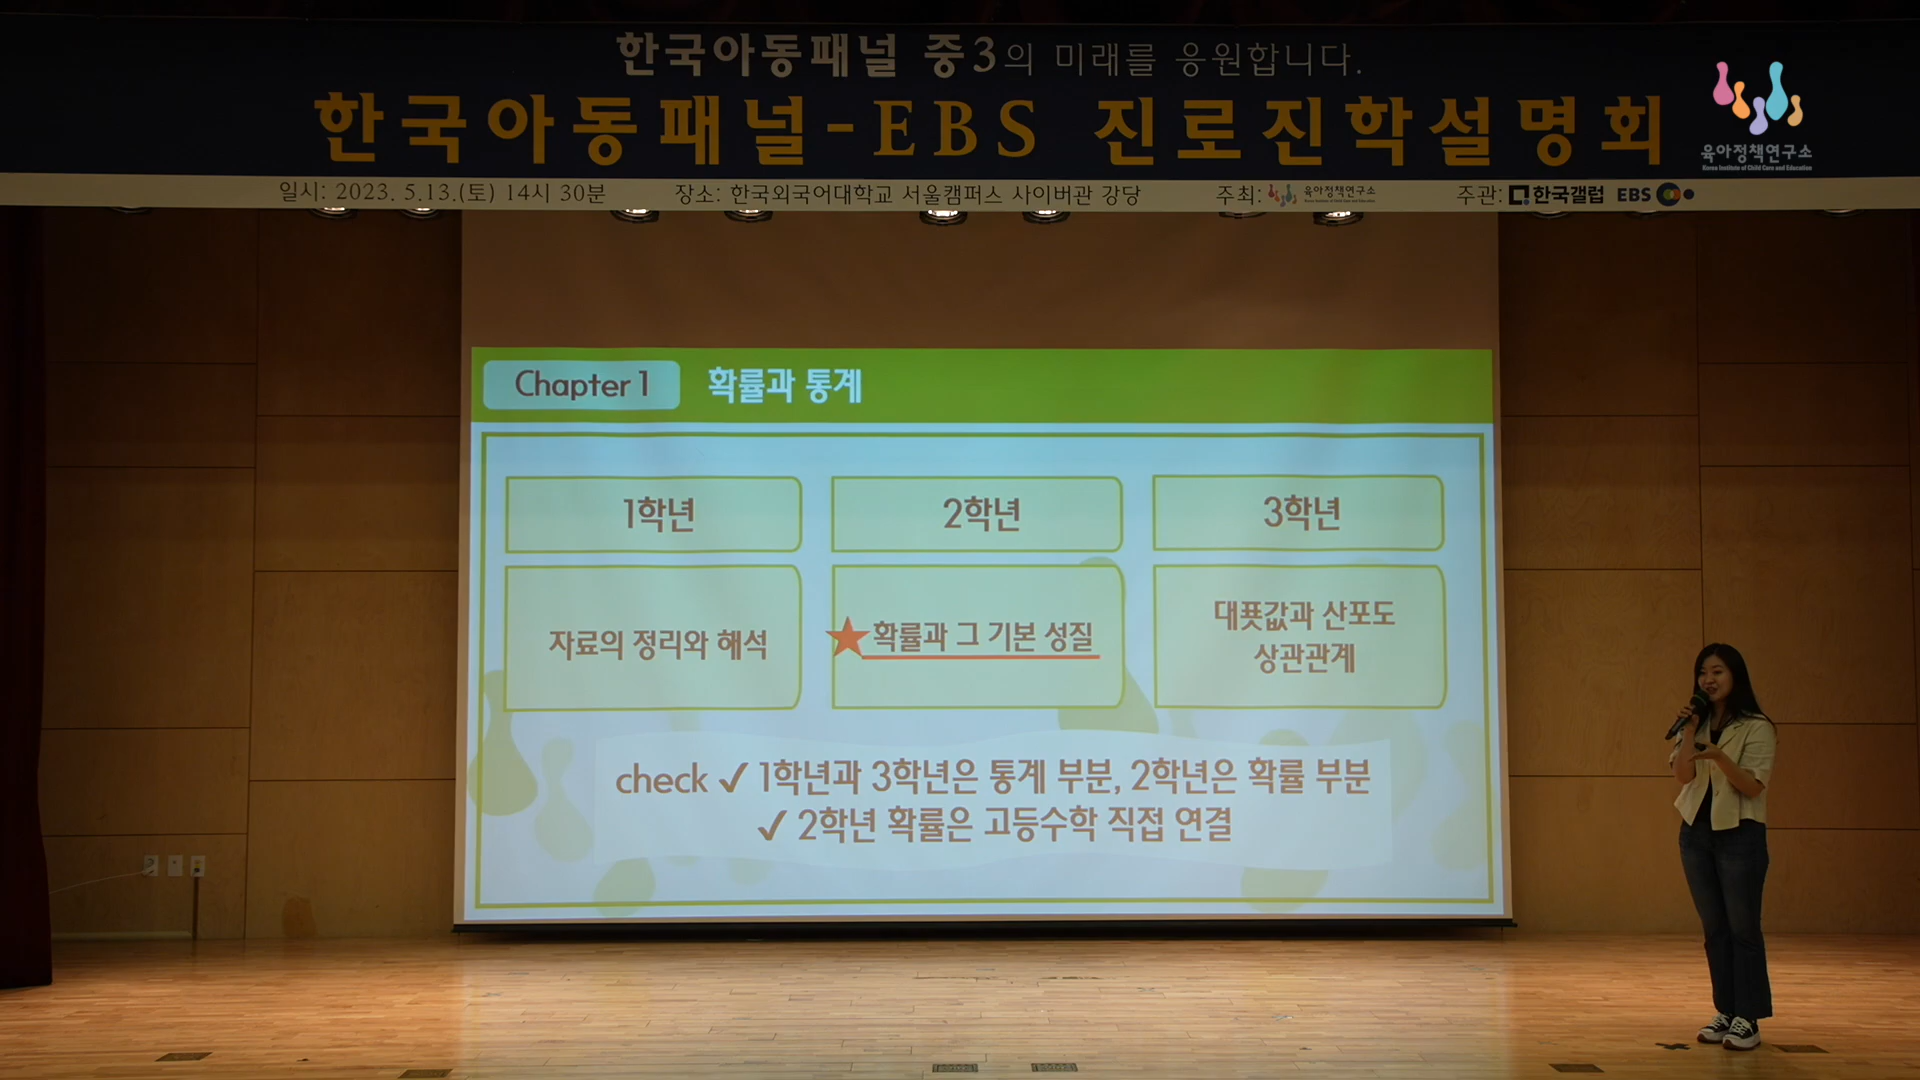 한국아동패널 중3의 미래를 응원합니다.
한국아동패널-EBS 진로진학설명회
육아정책연구소
Korea Institute of Child Care and Education
일시: 2023. 5.13.(토) 14시 30분 장소: 한국외국어대학교 서울캠퍼스 사이버관 강당 주최: 육아정책연구소 주관: 한국갤럽 EBS
Chapter 1 확률과 통계
1학년 2학년 3학년
자료의 정리와 해석
★확률과 그 기본 성질
대푯값과 산포도
상관관계
check ✓ 1학년과 3학년은 통계 부분, 2학년은 확률 부분
✓ 2학년 확률은 고등수학 직접 연결